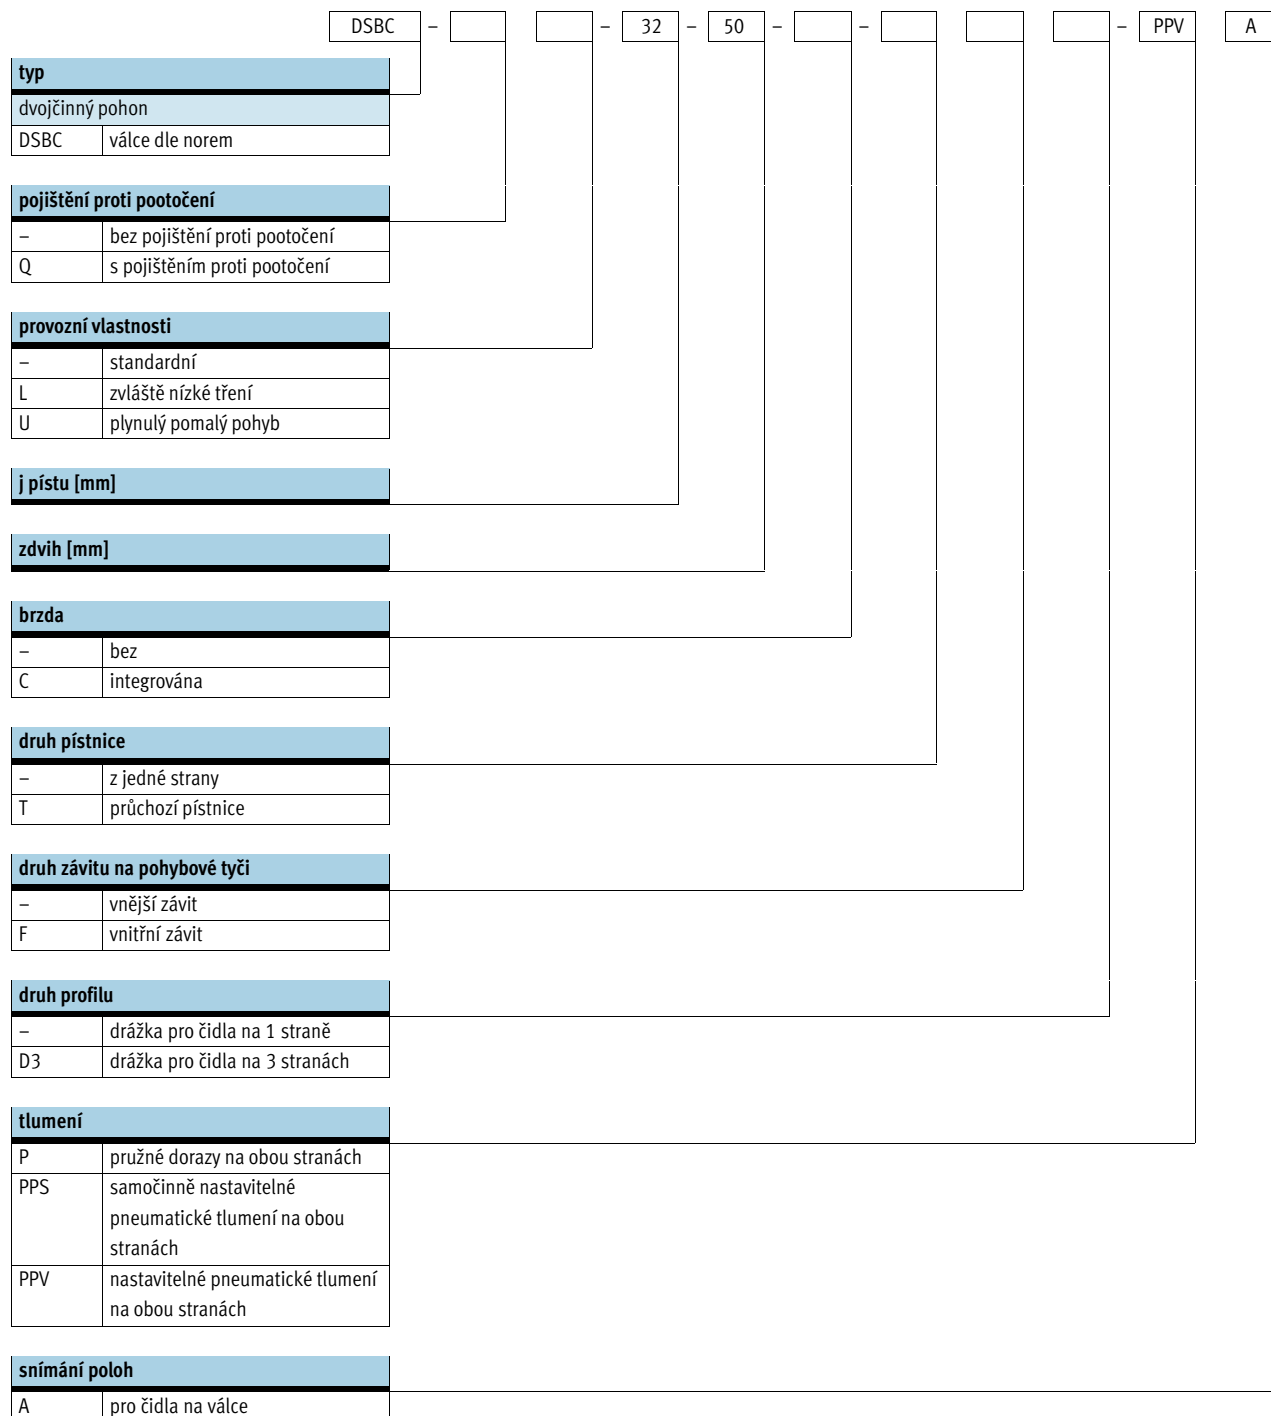 DSBC – – 32 – 50 – – – PPV A
typ
dvojčinný pohon
DSBC válce dle norem
pojištění proti pootočení
– bez pojištění proti pootočení
Q s pojištěním proti pootočení
provozní vlastnosti
– standardní
L zvláště nízké tření
U plynulý pomalý pohyb
j pístu [mm]
zdvih [mm]
brzda
– bez
C integrována
druh pístnice
– z jedné strany
T průchozí pístnice
druh závitu na pohybové tyči
– vnější závit
F vnitřní závit
druh profilu
– drážka pro čidla na 1 straně
D3 drážka pro čidla na 3 stranách
tlumení
P pružné dorazy na obou stranách
PPS samočinně nastavitelné
pneumatické tlumení na obou
stranách
PPV nastavitelné pneumatické tlumení
na obou stranách
snímání poloh
A pro čidla na válce